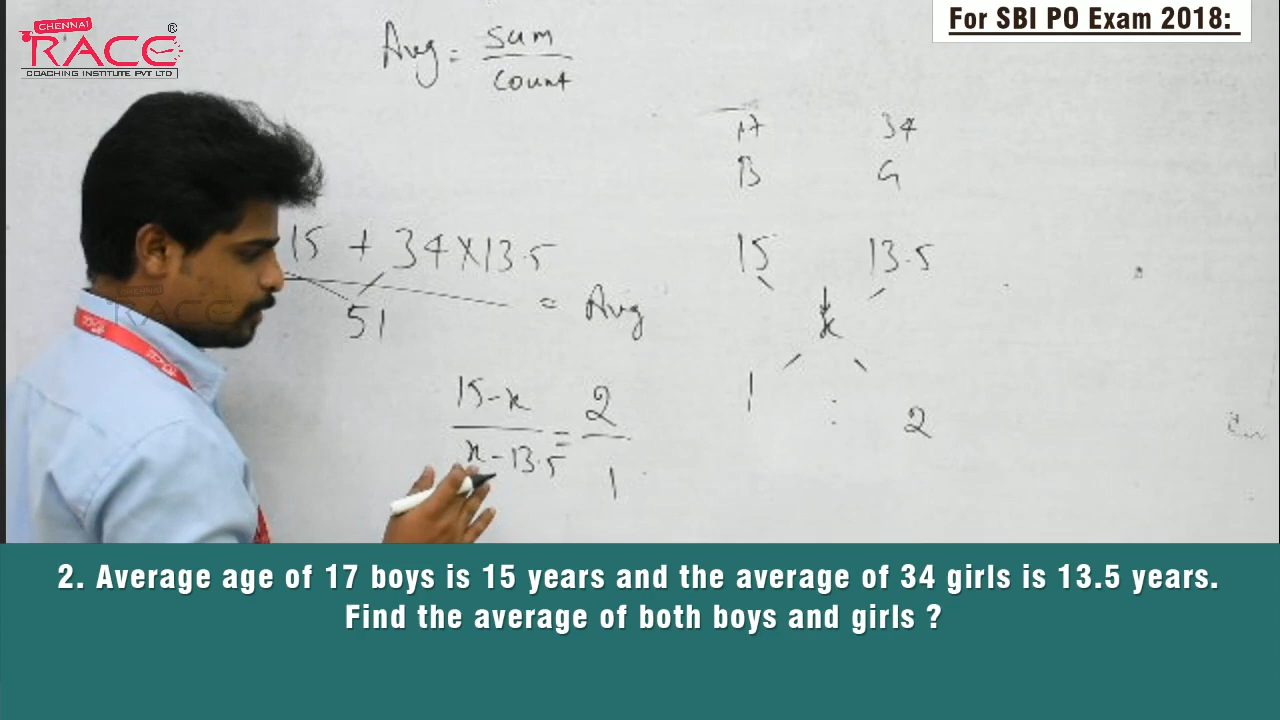 CHENNAI
RACE®
COACHING INSTITUTE PVT LTD
For SBI PO Exam 2018:
Avg = Sum
Count
17 34
B G
15 + 34 × 13.5
51
= Avg
15 13.5
x
1 : 2
15 - x
x - 13.5
= 2
1
2. Average age of 17 boys is 15 years and the average of 34 girls is 13.5 years.
Find the average of both boys and girls ?